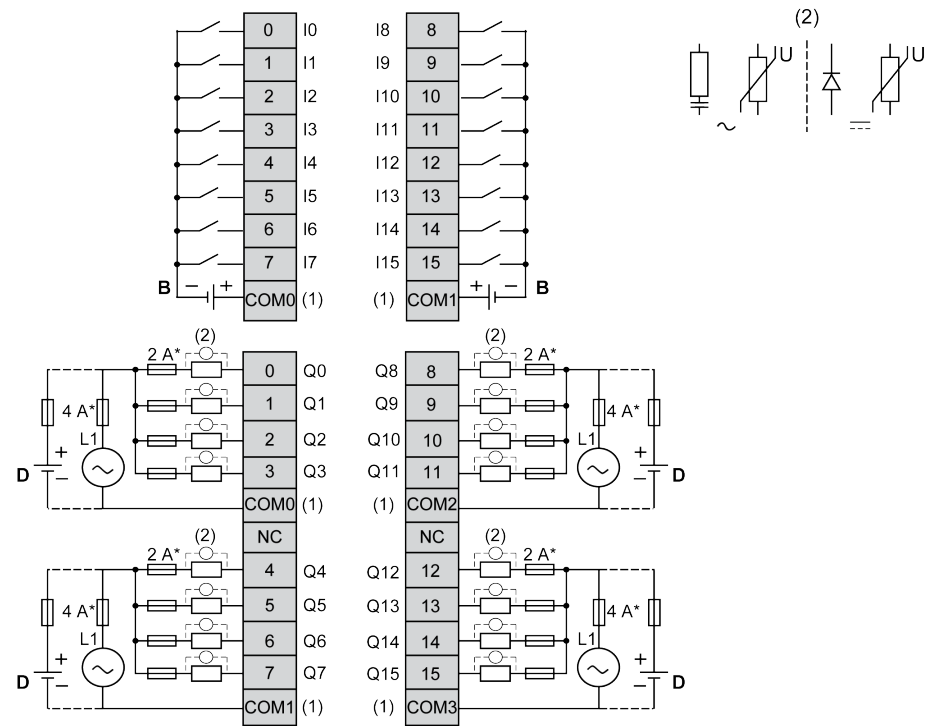 0 I0 I8 8
1 I1 I9 9
2 I2 I10 10
3 I3 I11 11
4 I4 I12 12
5 I5 I13 13
6 I6 I14 14
7 I7 I15 15
B − + COM0 (1) (1) COM1 + − B
(2)
U U
(2) (2)
2 A* 0 Q0 Q8 8 2 A*
4 A* 1 Q1 Q9 9 4 A*
L1 2 Q2 Q10 10 L1
D + − 3 Q3 Q11 11 + − D
COM0 (1) (1) COM2
NC NC
(2) (2)
2 A* 4 Q4 Q12 12 2 A*
4 A* 5 Q5 Q13 13 4 A*
L1 6 Q6 Q14 14 L1
D + − 7 Q7 Q15 15 + − D
COM1 (1) (1) COM3